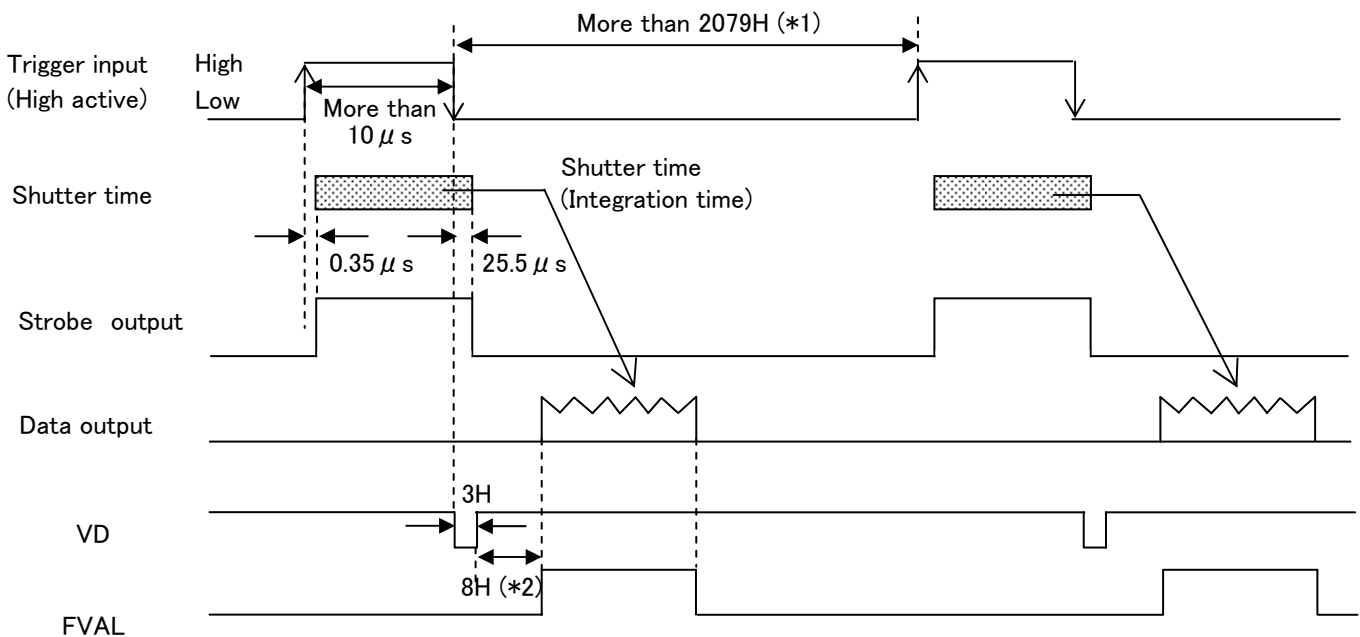 More than 2079H (*1)
Trigger input
(High active)
High
Low
More than
10 μ s
Shutter time
Shutter time
(Integration time)
0.35 μ s
25.5 μ s
Strobe output
Data output
3H
VD
8H (*2)
FVAL